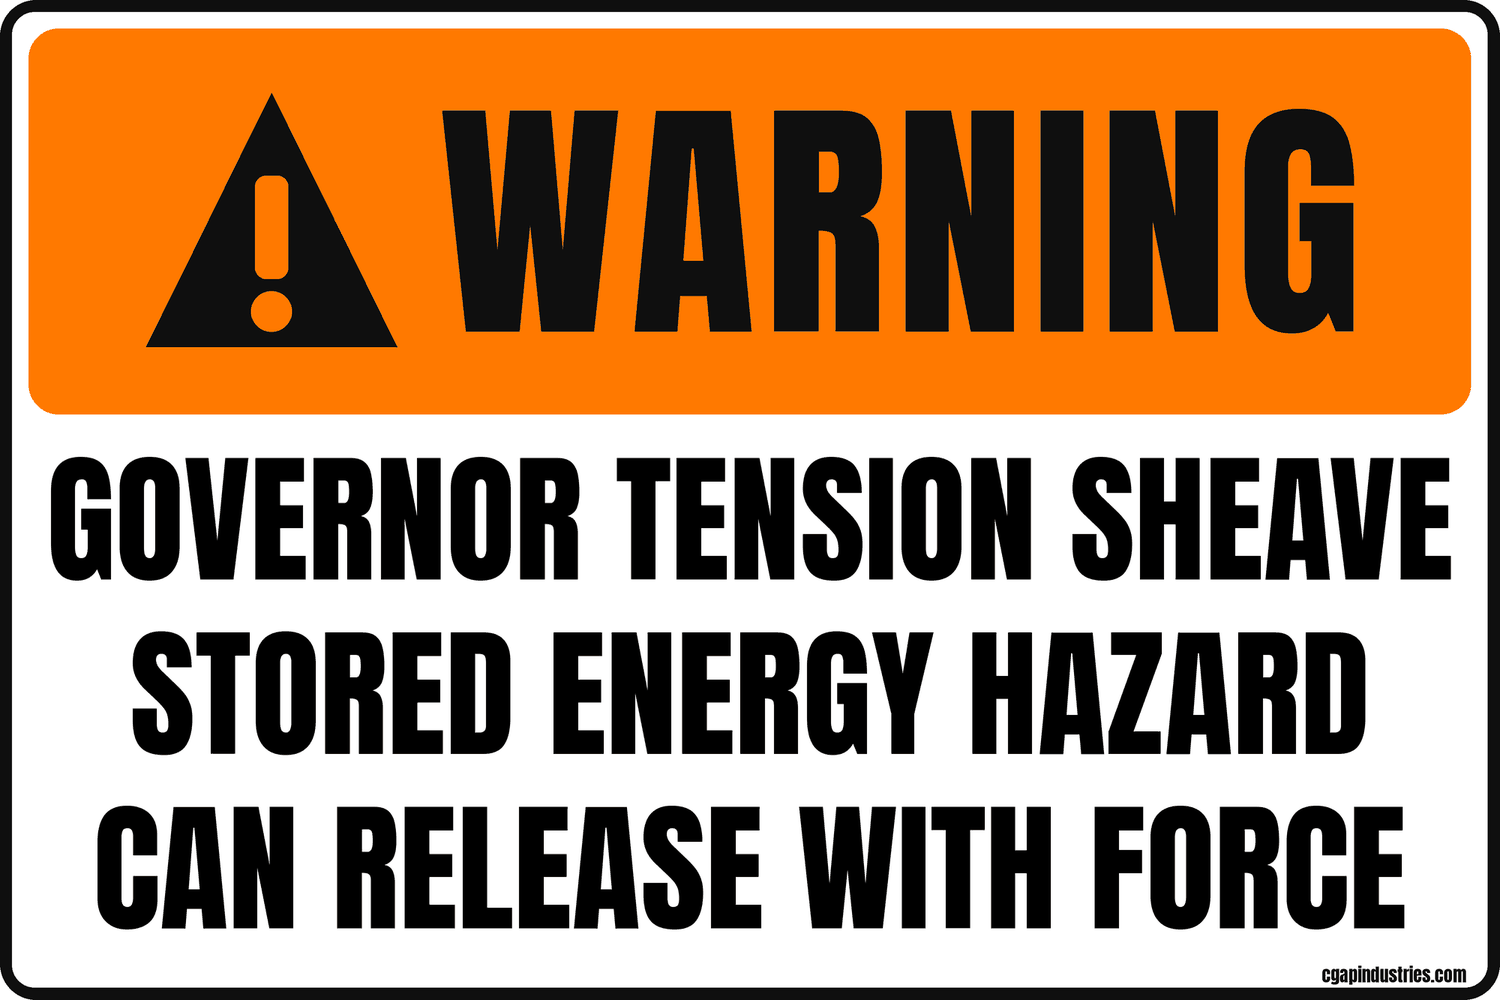 WARNING
GOVERNOR TENSION SHEAVE
STORED ENERGY HAZARD
CAN RELEASE WITH FORCE
cgapindustries.com